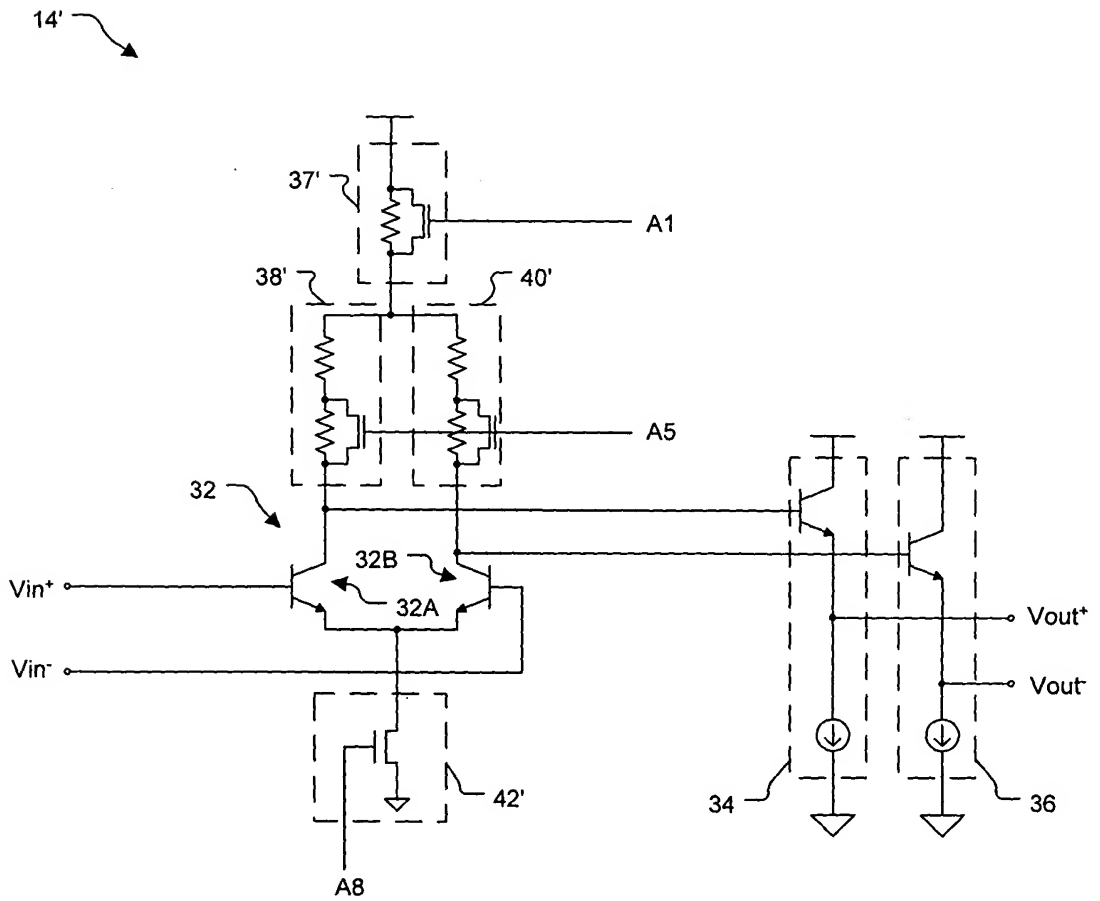 14'
37'
A1
38'
40'
A5
32
32B
Vin+
32A
Vout+
Vin-
Vout-
34
36
42'
A8